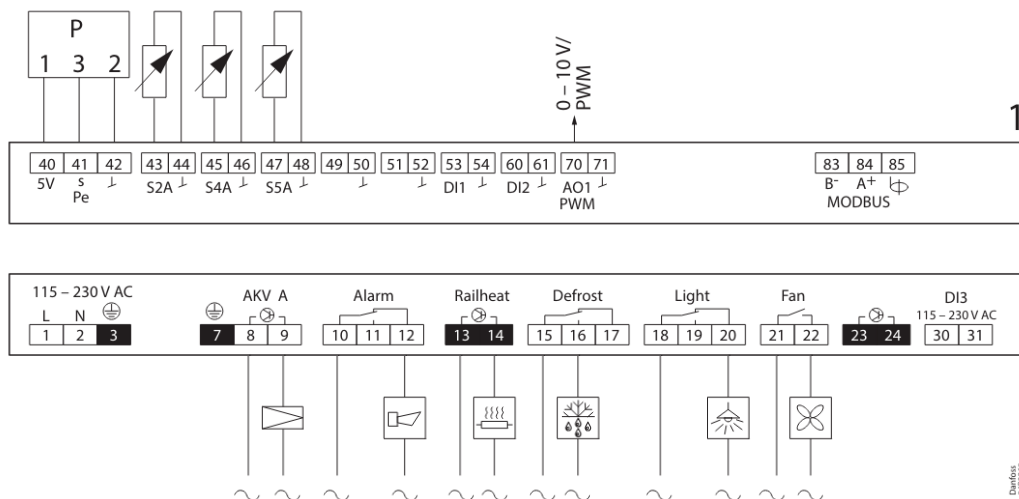 P
1 3 2
0 – 10 V/
PWM
1
40 41 42 43 44 45 46 47 48 49 50 51 52 53 54 60 61 70 71 83 84 85
5V s S2A S4A S5A DI1 DI2 AO1 B- A+
Pe PWM MODBUS
115 – 230 V AC AKV A Alarm Railheat Defrost Light Fan DI3
L N 115 – 230 V AC
1 2 3 7 8 9 10 11 12 13 14 15 16 17 18 19 20 21 22 23 24 30 31
Danfoss